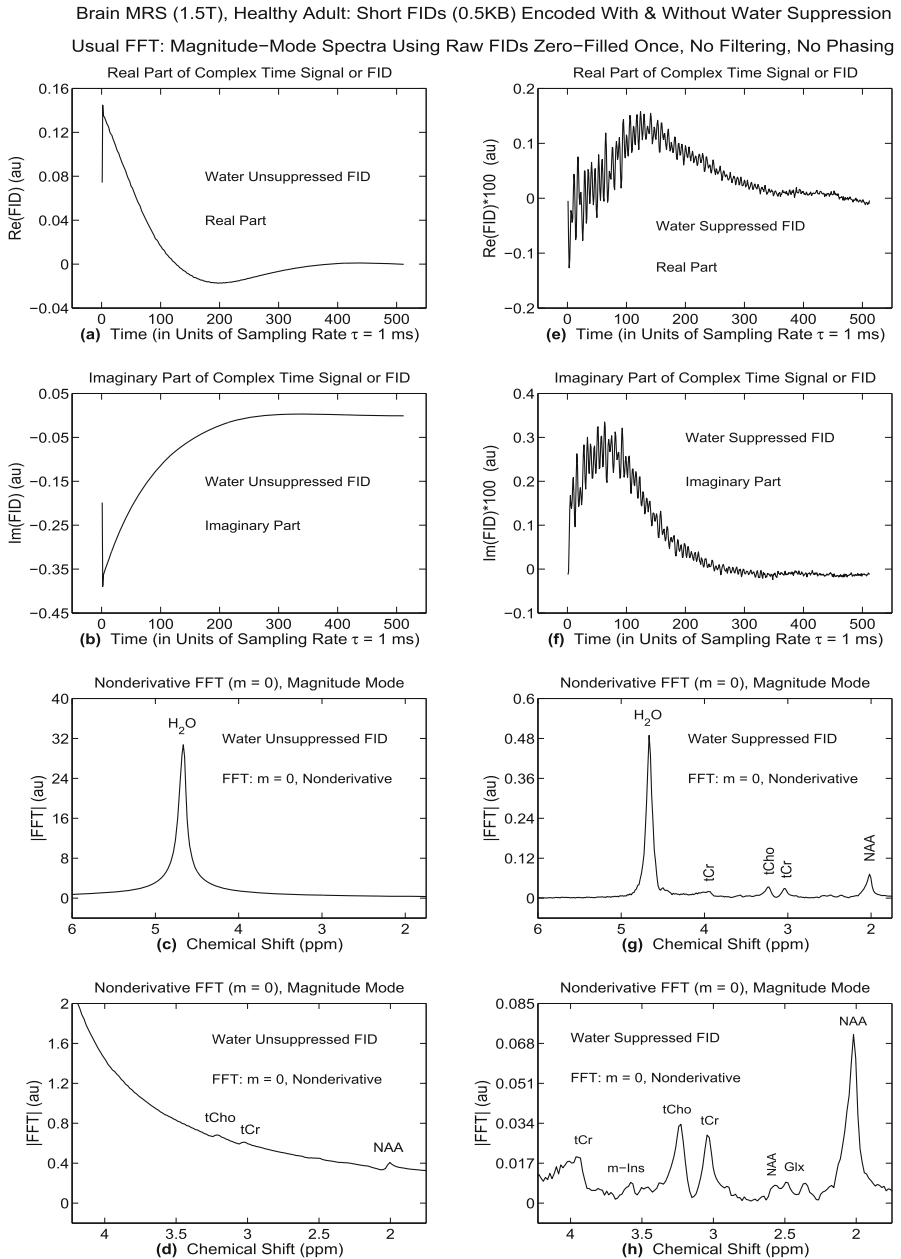 Brain MRS (1.5T), Healthy Adult: Short FIDs (0.5KB) Encoded With & Without Water Suppression
Usual FFT: Magnitude−Mode Spectra Using Raw FIDs Zero−Filled Once, No Filtering, No Phasing
Real Part of Complex Time Signal or FID
0.16
0.12
0.08
0.04
0
−0.04
Re(FID) (au)
Water Unsuppressed FID
Real Part
0 100 200 300 400 500
(a) Time (in Units of Sampling Rate τ = 1 ms)
Real Part of Complex Time Signal or FID
0.2
0.1
0
−0.1
−0.2
Re(FID)*100 (au)
Water Suppressed FID
Real Part
0 100 200 300 400 500
(e) Time (in Units of Sampling Rate τ = 1 ms)
Imaginary Part of Complex Time Signal or FID
0.05
−0.05
−0.15
−0.25
−0.35
−0.45
Im(FID) (au)
Water Unsuppressed FID
Imaginary Part
0 100 200 300 400 500
(b) Time (in Units of Sampling Rate τ = 1 ms)
Imaginary Part of Complex Time Signal or FID
0.4
0.3
0.2
0.1
0
−0.1
Im(FID)*100 (au)
Water Suppressed FID
Imaginary Part
0 100 200 300 400 500
(f) Time (in Units of Sampling Rate τ = 1 ms)
Nonderivative FFT (m = 0), Magnitude Mode
40
32
24
16
8
0
|FFT| (au)
H2O
Water Unsuppressed FID
FFT: m = 0, Nonderivative
6 5 4 3 2
(c) Chemical Shift (ppm)
Nonderivative FFT (m = 0), Magnitude Mode
0.6
0.48
0.36
0.24
0.12
0
|FFT| (au)
H2O
Water Suppressed FID
FFT: m = 0, Nonderivative
tCr
tCho
tCr
NAA
6 5 4 3 2
(g) Chemical Shift (ppm)
Nonderivative FFT (m = 0), Magnitude Mode
2
1.6
1.2
0.8
0.4
0
|FFT| (au)
Water Unsuppressed FID
FFT: m = 0, Nonderivative
tCho
tCr
NAA
4 3.5 3 2.5 2
(d) Chemical Shift (ppm)
Nonderivative FFT (m = 0), Magnitude Mode
0.085
0.068
0.051
0.034
0.017
0
|FFT| (au)
Water Suppressed FID
FFT: m = 0, Nonderivative
NAA
tCho
tCr
tCr
m−Ins
NAA
Glx
4 3.5 3 2.5 2
(h) Chemical Shift (ppm)